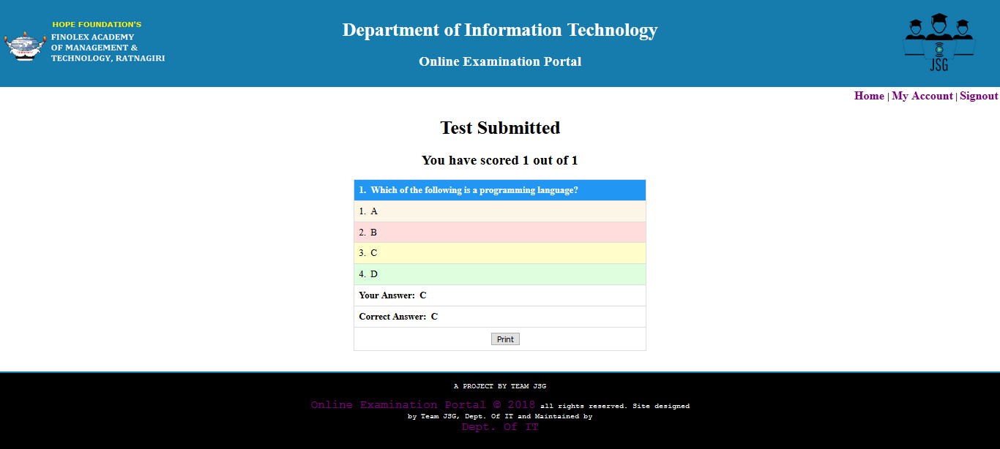 HOPE FOUNDATION'S
FINOLEX ACADEMY
OF MANAGEMENT &
TECHNOLOGY, RATNAGIRI
Department of Information Technology
Online Examination Portal
JSG
Home | My Account | Signout
Test Submitted
You have scored 1 out of 1
1. Which of the following is a programming language?
1. A
2. B
3. C
4. D
Your Answer: C
Correct Answer: C
Print
A PROJECT BY TEAM JSG
Online Examination Portal © 2018 all rights reserved. Site designed
by Team JSG, Dept. Of IT and Maintained by
Dept. Of IT